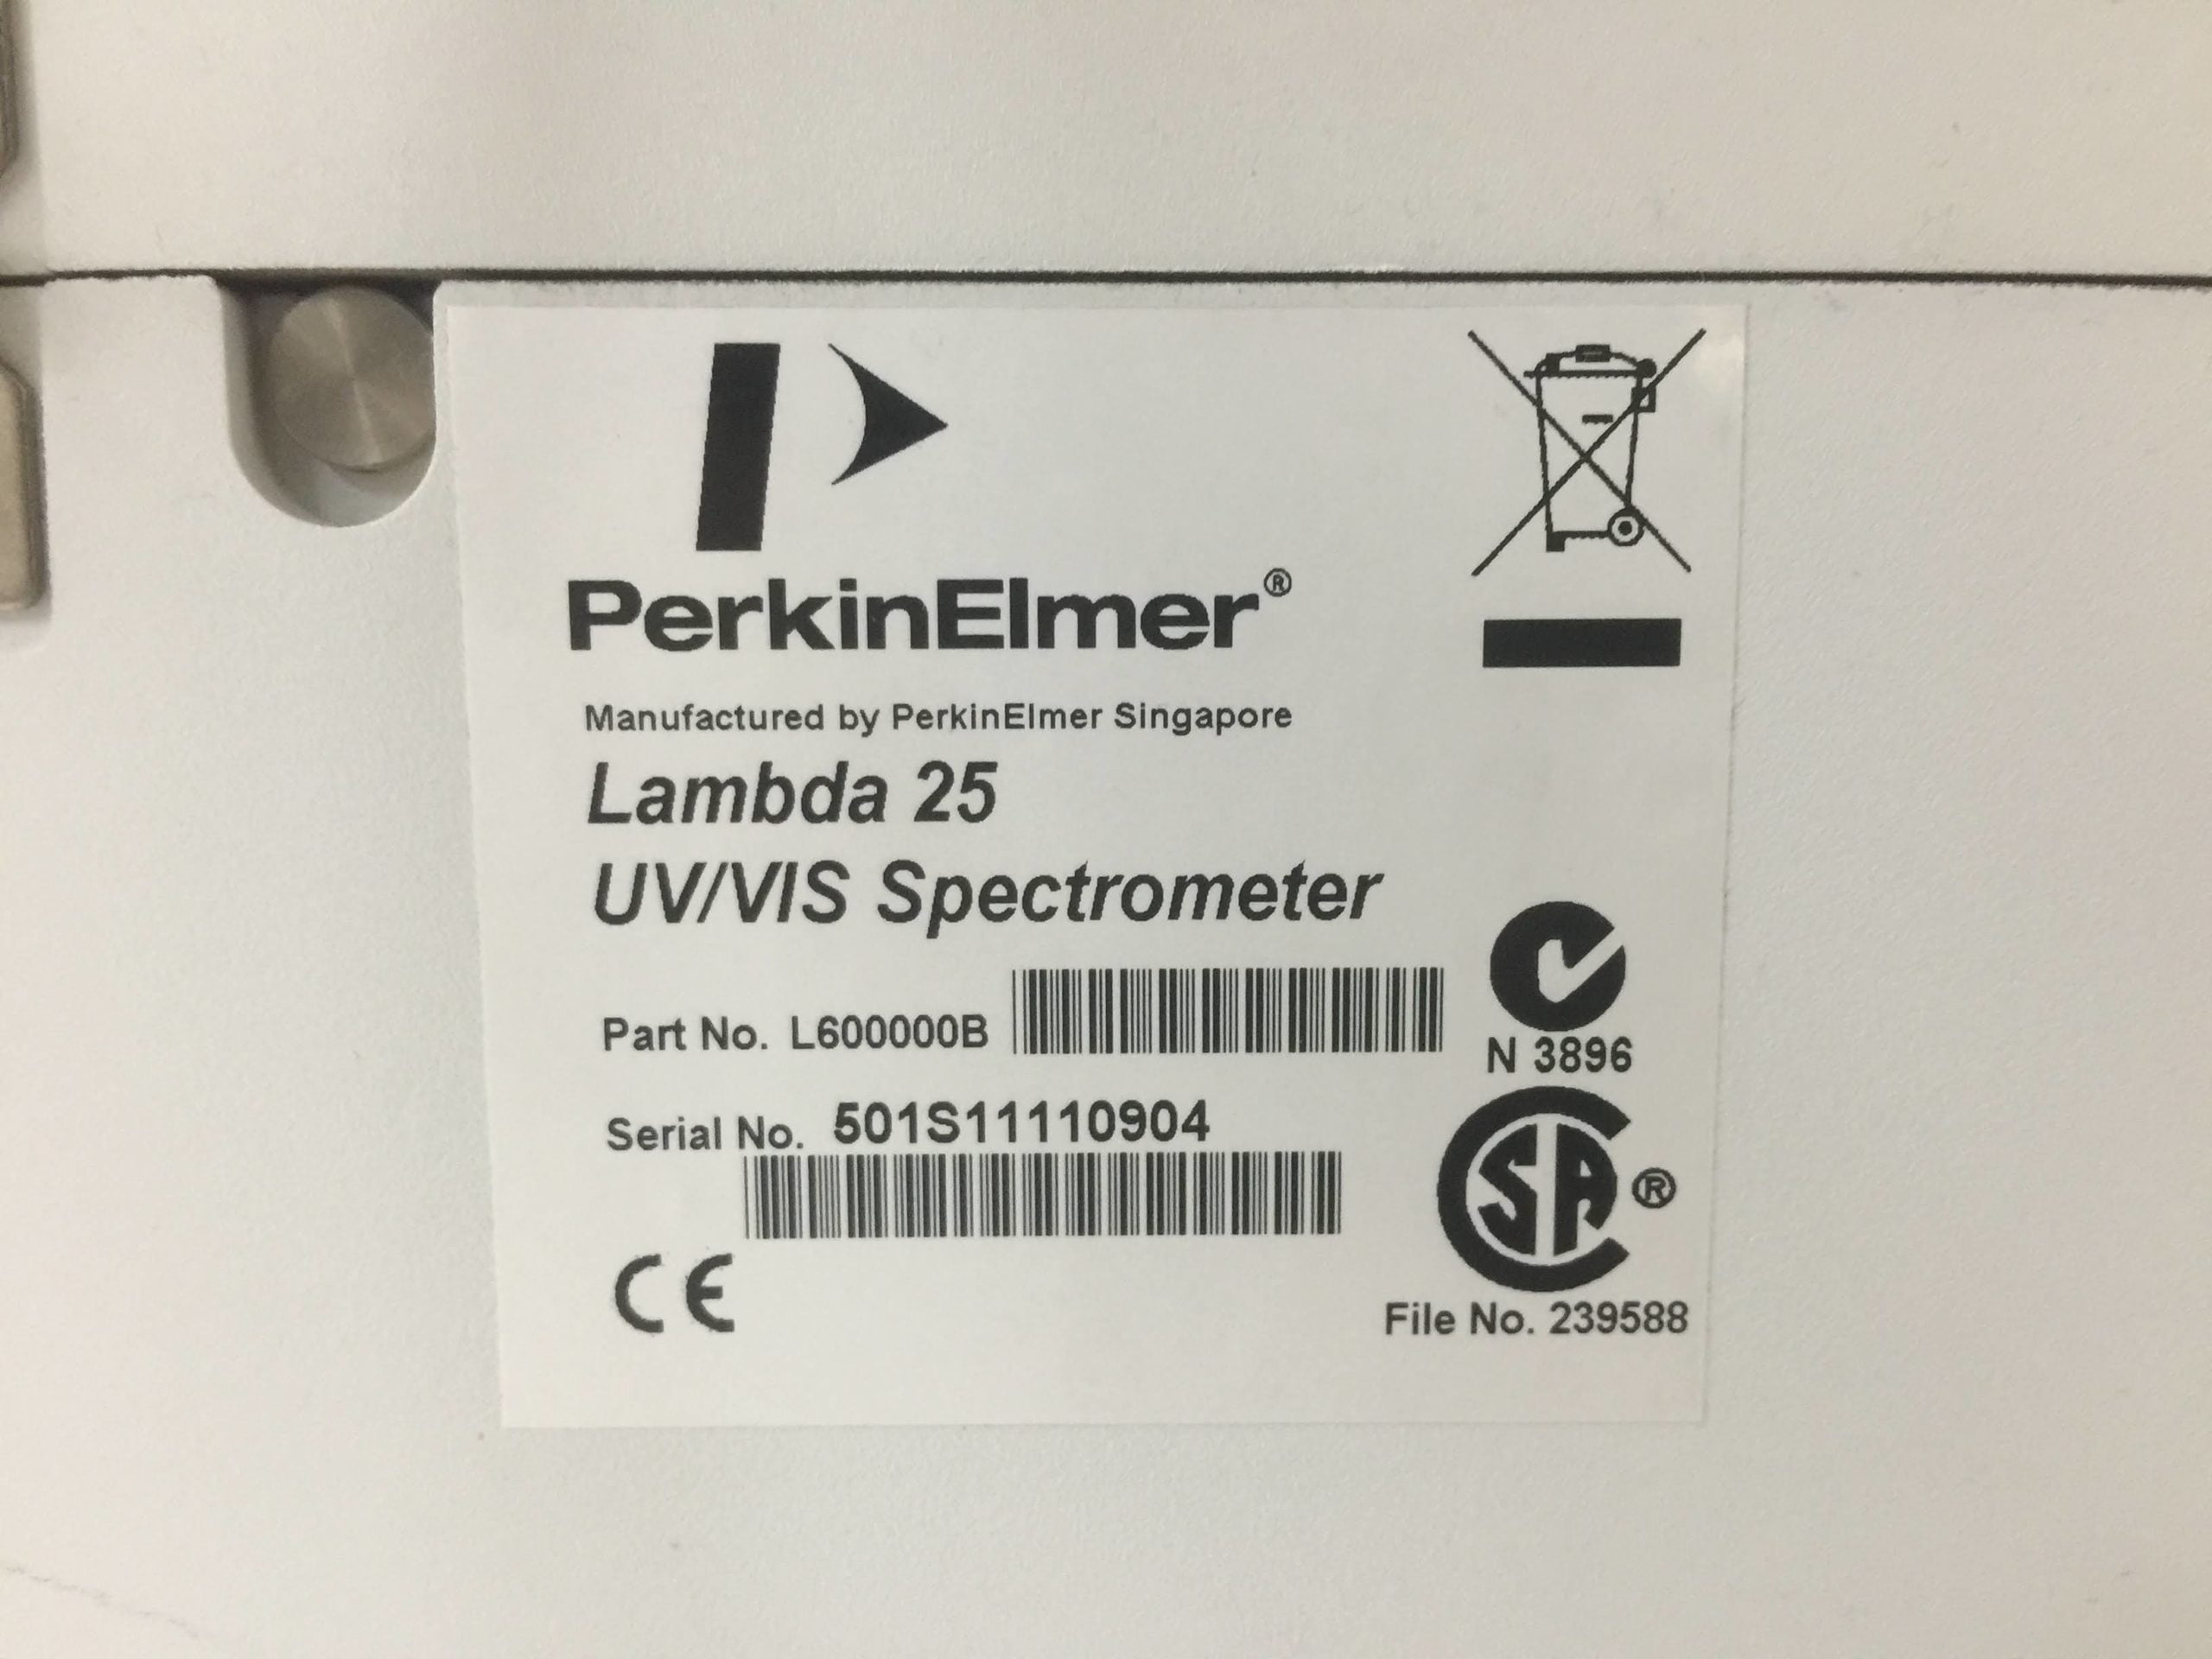 PerkinElmer®
Manufactured by PerkinElmer Singapore
Lambda 25
UV/VIS Spectrometer
Part No. L600000B
N 3896
Serial No. 501S11110904
CE
SA ®
File No. 239588